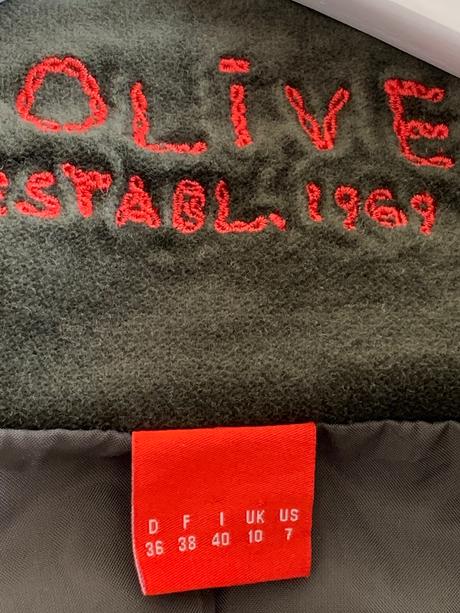 OLIVE
ESTABL. 1969
D F I UK US
36 38 40 10 7